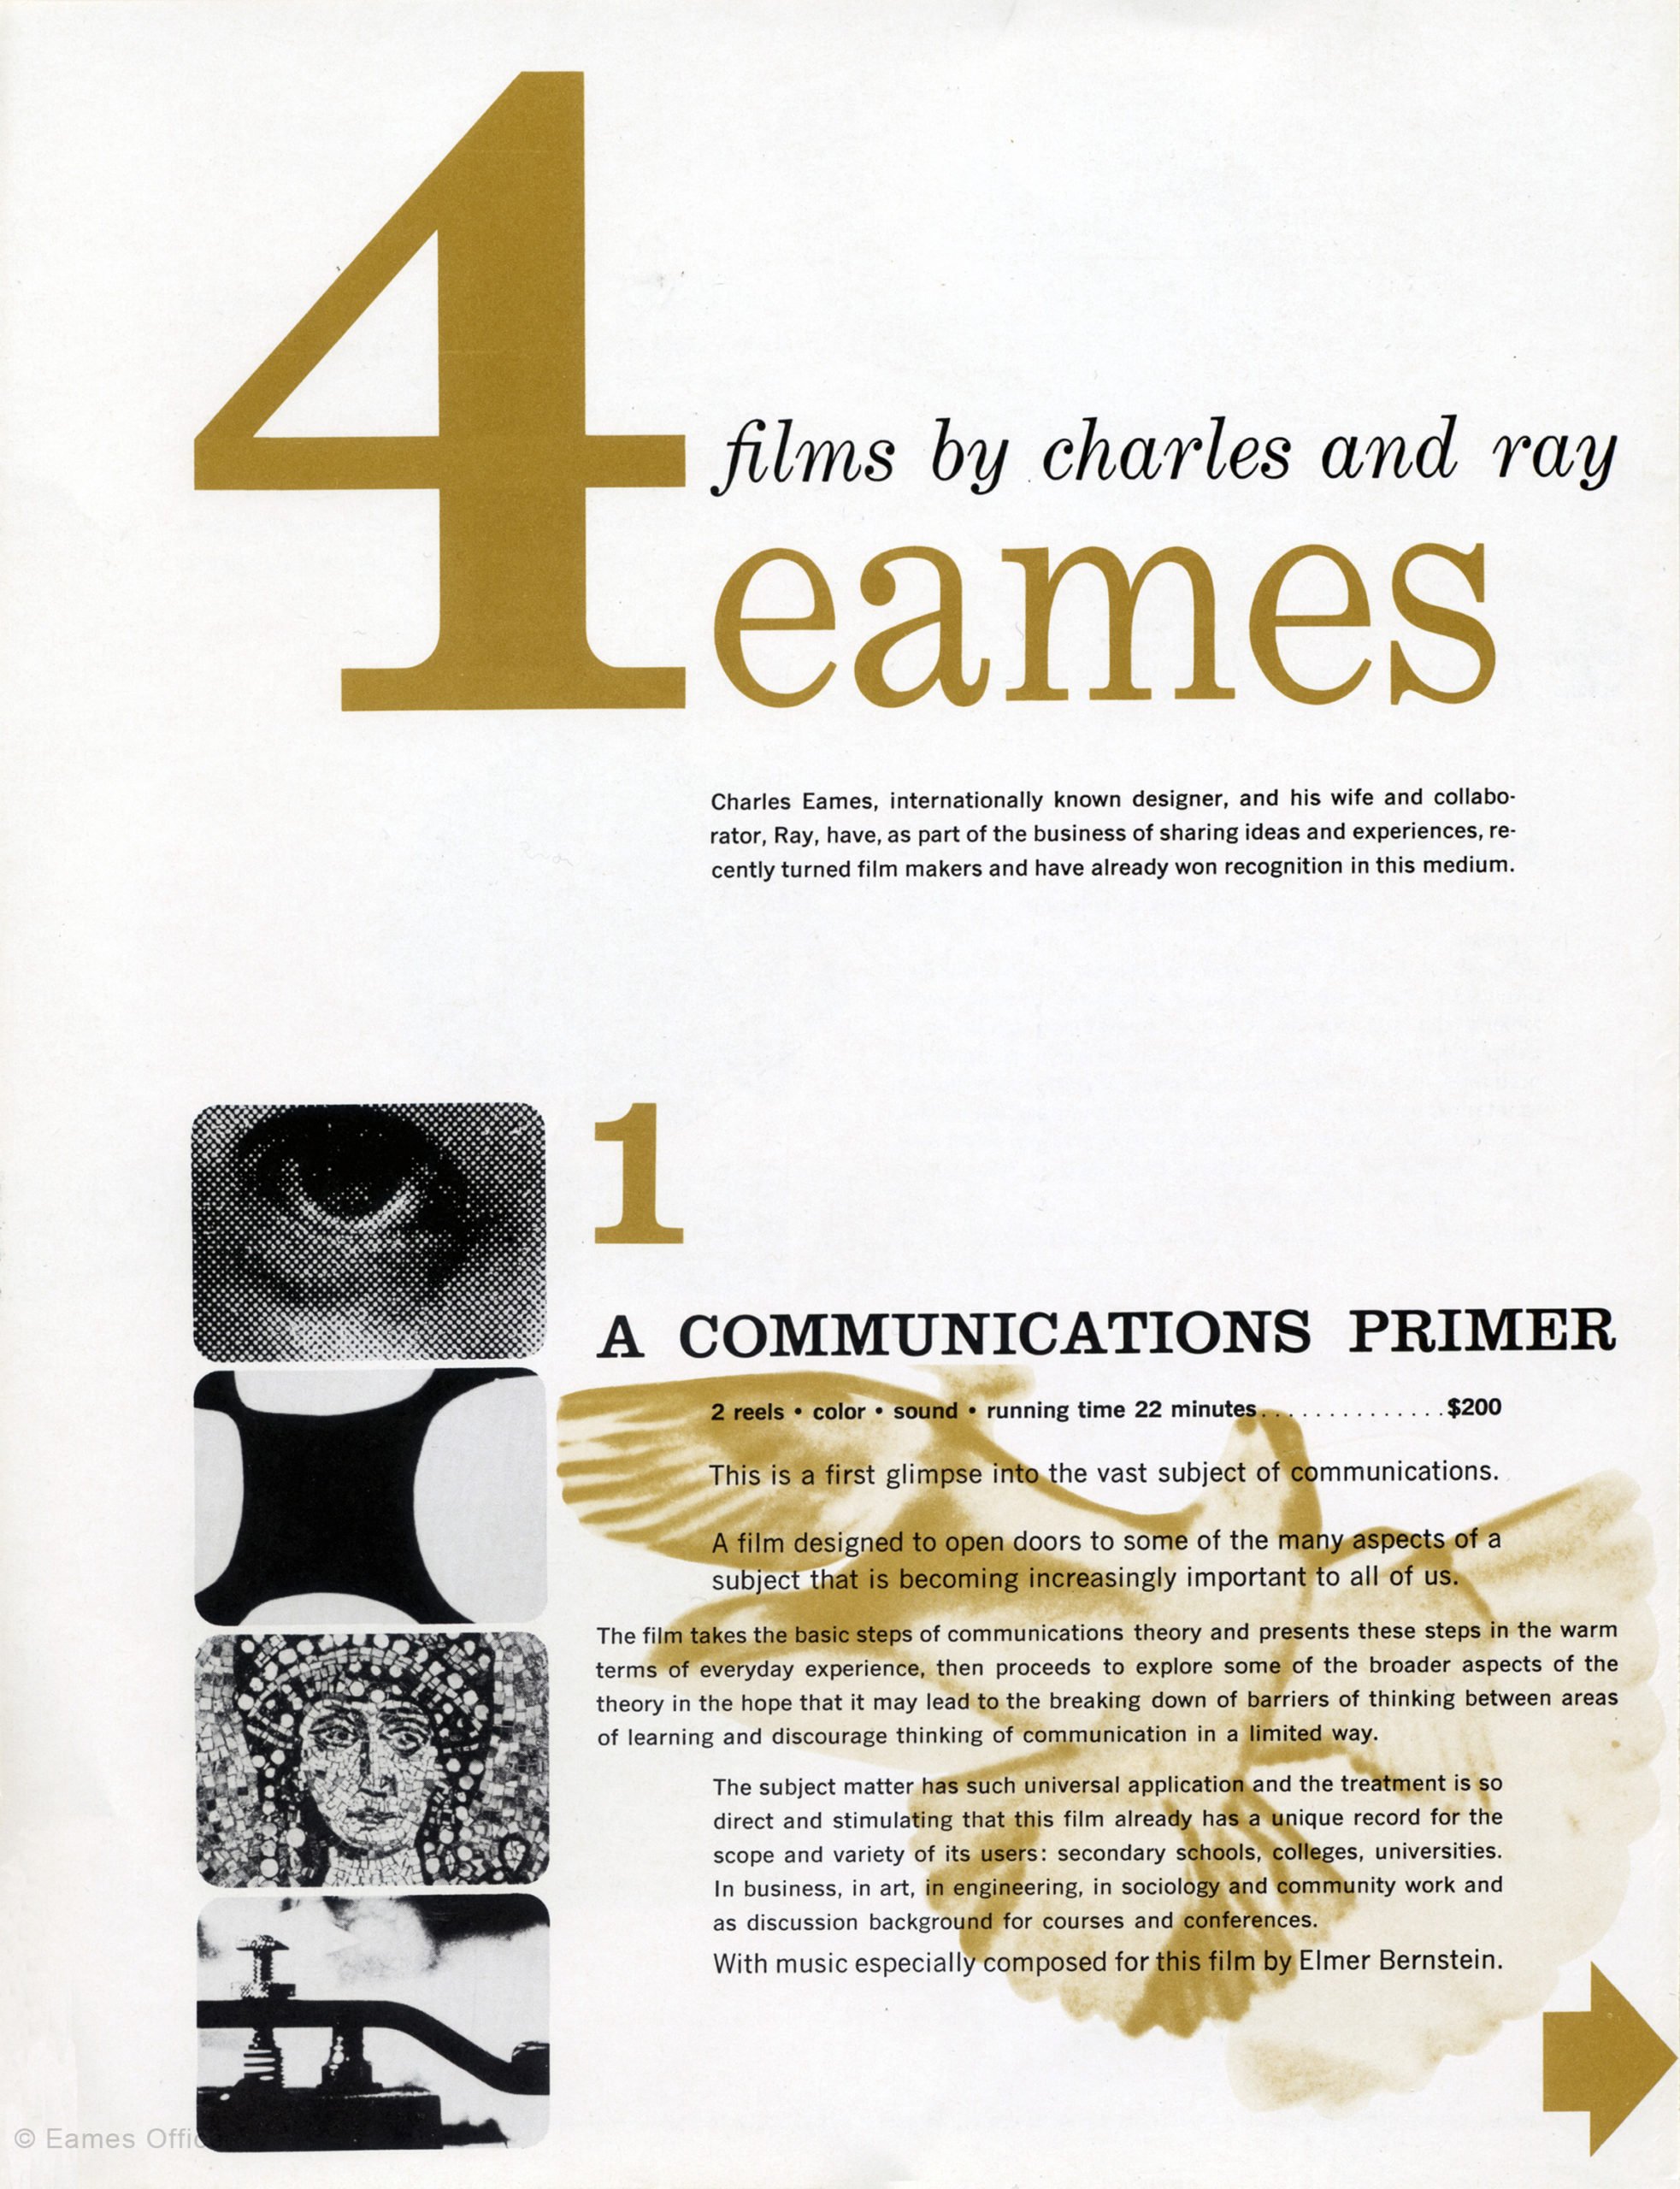 4
films by charles and ray
eames
Charles Eames, internationally known designer, and his wife and collabo-
rator, Ray, have, as part of the business of sharing ideas and experiences, re-
cently turned film makers and have already won recognition in this medium.
1
A COMMUNICATIONS PRIMER
2 reels • color • sound • running time 22 minutes..............$200
This is a first glimpse into the vast subject of communications.
A film designed to open doors to some of the many aspects of a
subject that is becoming increasingly important to all of us.
The film takes the basic steps of communications theory and presents these steps in the warm
terms of everyday experience, then proceeds to explore some of the broader aspects of the
theory in the hope that it may lead to the breaking down of barriers of thinking between areas
of learning and discourage thinking of communication in a limited way.
The subject matter has such universal application and the treatment is so
direct and stimulating that this film already has a unique record for the
scope and variety of its users: secondary schools, colleges, universities.
In business, in art, in engineering, in sociology and community work and
as discussion background for courses and conferences.
With music especially composed for this film by Elmer Bernstein.
© Eames Offic